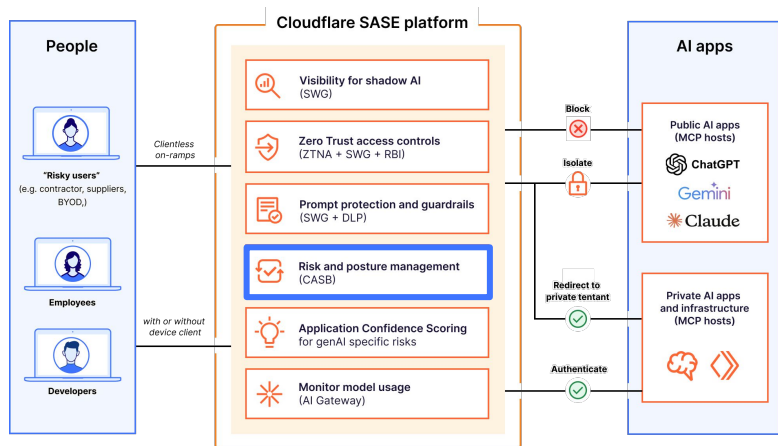 Cloudflare SASE platform
People
"Risky users"
(e.g. contractor, suppliers,
BYOD,)
Employees
Developers
Clientless
on-ramps
with or without
device client
Visibility for shadow AI
(SWG)
Zero Trust access controls
(ZTNA + SWG + RBI)
Prompt protection and guardrails
(SWG + DLP)
Risk and posture management
(CASB)
Application Confidence Scoring
for genAI specific risks
Monitor model usage
(AI Gateway)
Block
Isolate
Redirect to
private tentant
Authenticate
AI apps
Public AI apps
(MCP hosts)
ChatGPT
Gemini
Claude
Private AI apps
and infrastructure
(MCP hosts)